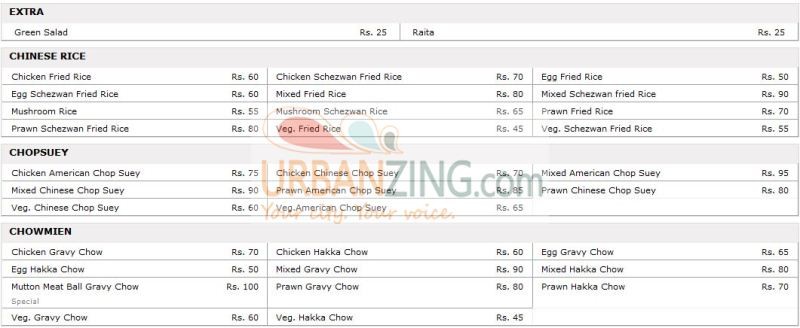 EXTRA
Green Salad Rs. 25 Raita Rs. 25
CHINESE RICE
Chicken Fried Rice Rs. 60 Chicken Schezwan Fried Rice Rs. 70 Egg Fried Rice Rs. 50
Egg Schezwan Fried Rice Rs. 60 Mixed Fried Rice Rs. 80 Mixed Schezwan fried Rice Rs. 90
Mushroom Rice Rs. 55 Mushroom Schezwan Rice Rs. 65 Prawn Fried Rice Rs. 70
Prawn Schezwan Fried Rice Rs. 80 Veg. Fried Rice Rs. 45 Veg. Schezwan Fried Rice Rs. 55
CHOPSUEY
Chicken American Chop Suey Rs. 75 Chicken Chinese Chop Suey Rs. 70 Mixed American Chop Suey Rs. 95
Mixed Chinese Chop Suey Rs. 90 Prawn American Chop Suey Rs. 85 Prawn Chinese Chop Suey Rs. 80
Veg. Chinese Chop Suey Rs. 60 Veg.American Chop Suey Rs. 65
URBANZING.com
Your city. Your voice.
CHOWMIEN
Chicken Gravy Chow Rs. 70 Chicken Hakka Chow Rs. 60 Egg Gravy Chow Rs. 65
Egg Hakka Chow Rs. 50 Mixed Gravy Chow Rs. 90 Mixed Hakka Chow Rs. 80
Mutton Meat Ball Gravy Chow Rs. 100 Prawn Gravy Chow Rs. 80 Prawn Hakka Chow Rs. 70
Special
Veg. Gravy Chow Rs. 60 Veg. Hakka Chow Rs. 45